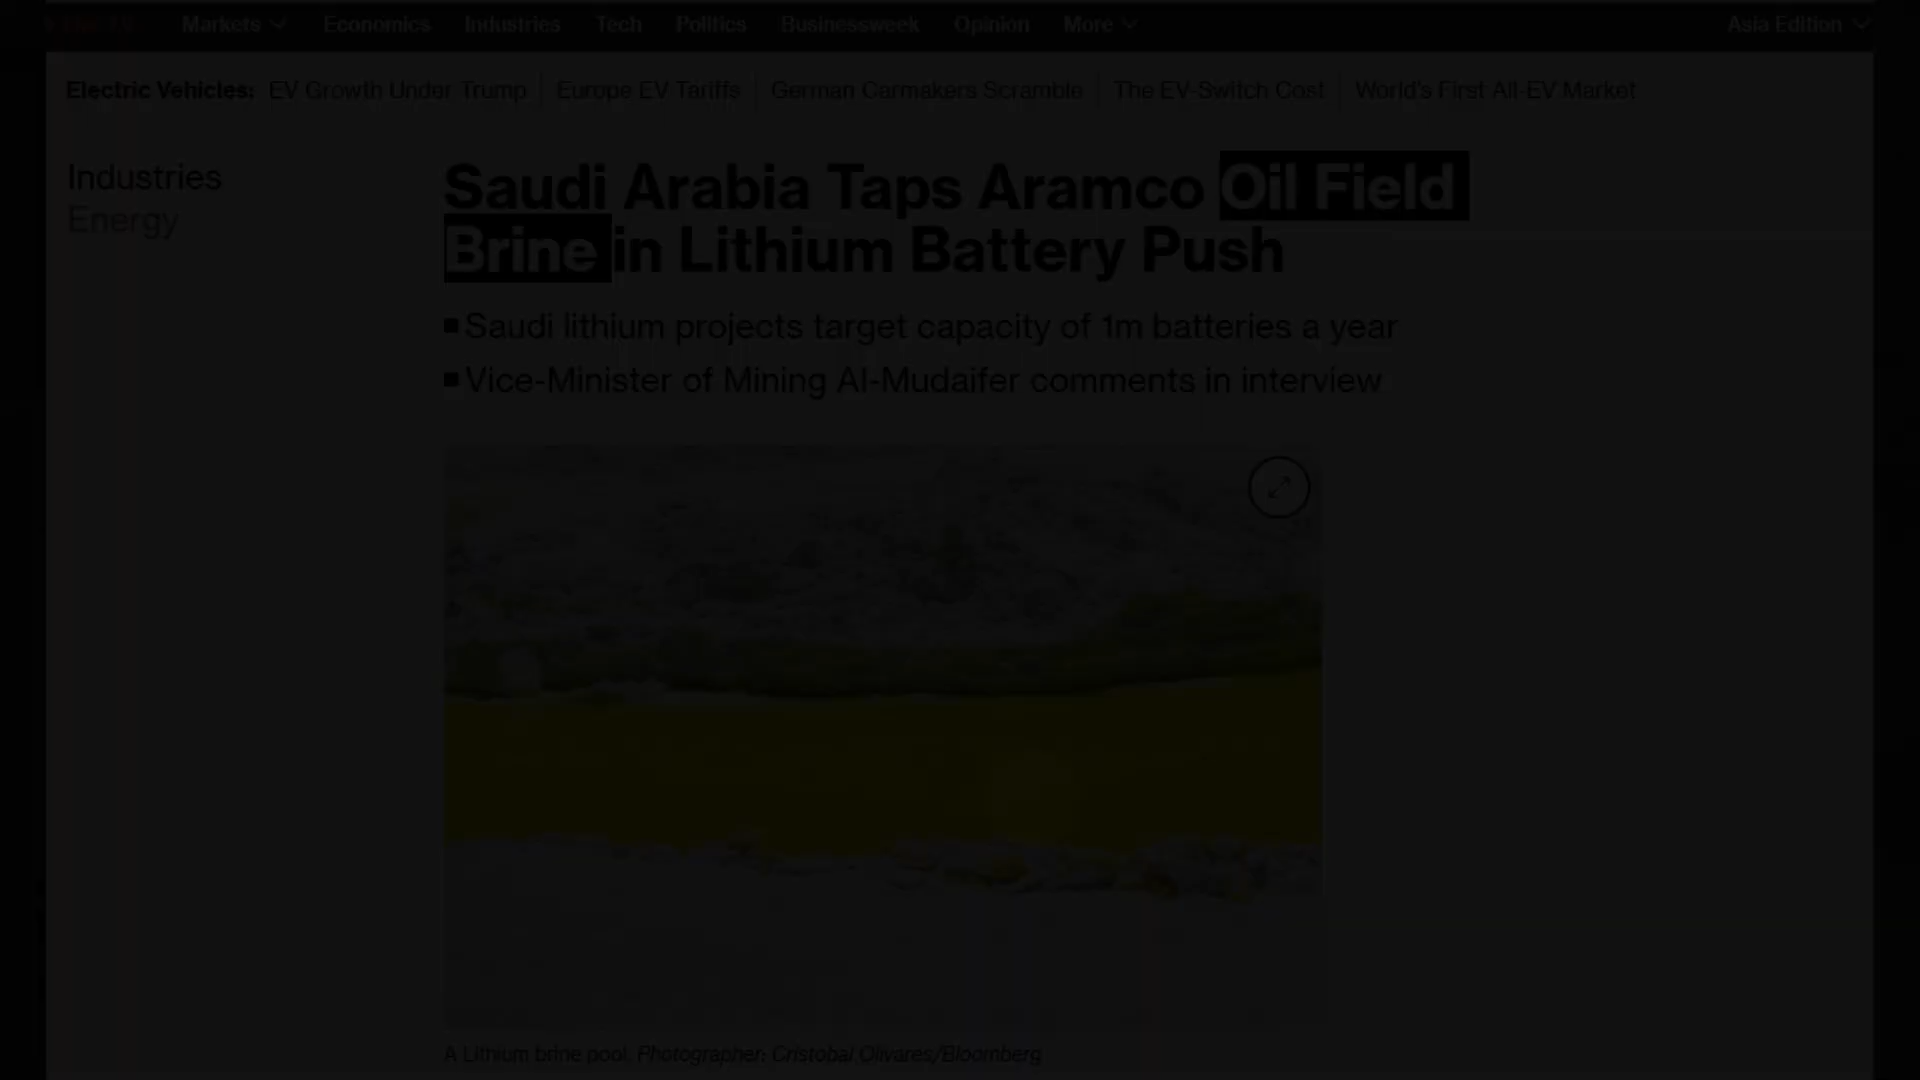 Markets Economics Industries Tech Politics Businessweek Opinion More Asia Edition
Electric Vehicles: EV Growth Under Trump Europe EV Tariffs German Carmakers Scramble The EV-Switch Cost World's First All-EV Market
Industries
Energy
Saudi Arabia Taps Aramco Oil Field
Brine in Lithium Battery Push
Saudi lithium projects target capacity of 1m batteries a year
Vice-Minister of Mining Al-Mudaifer comments in interview
A Lithium brine pool. Photographer: Cristobal Olivares/Bloomberg